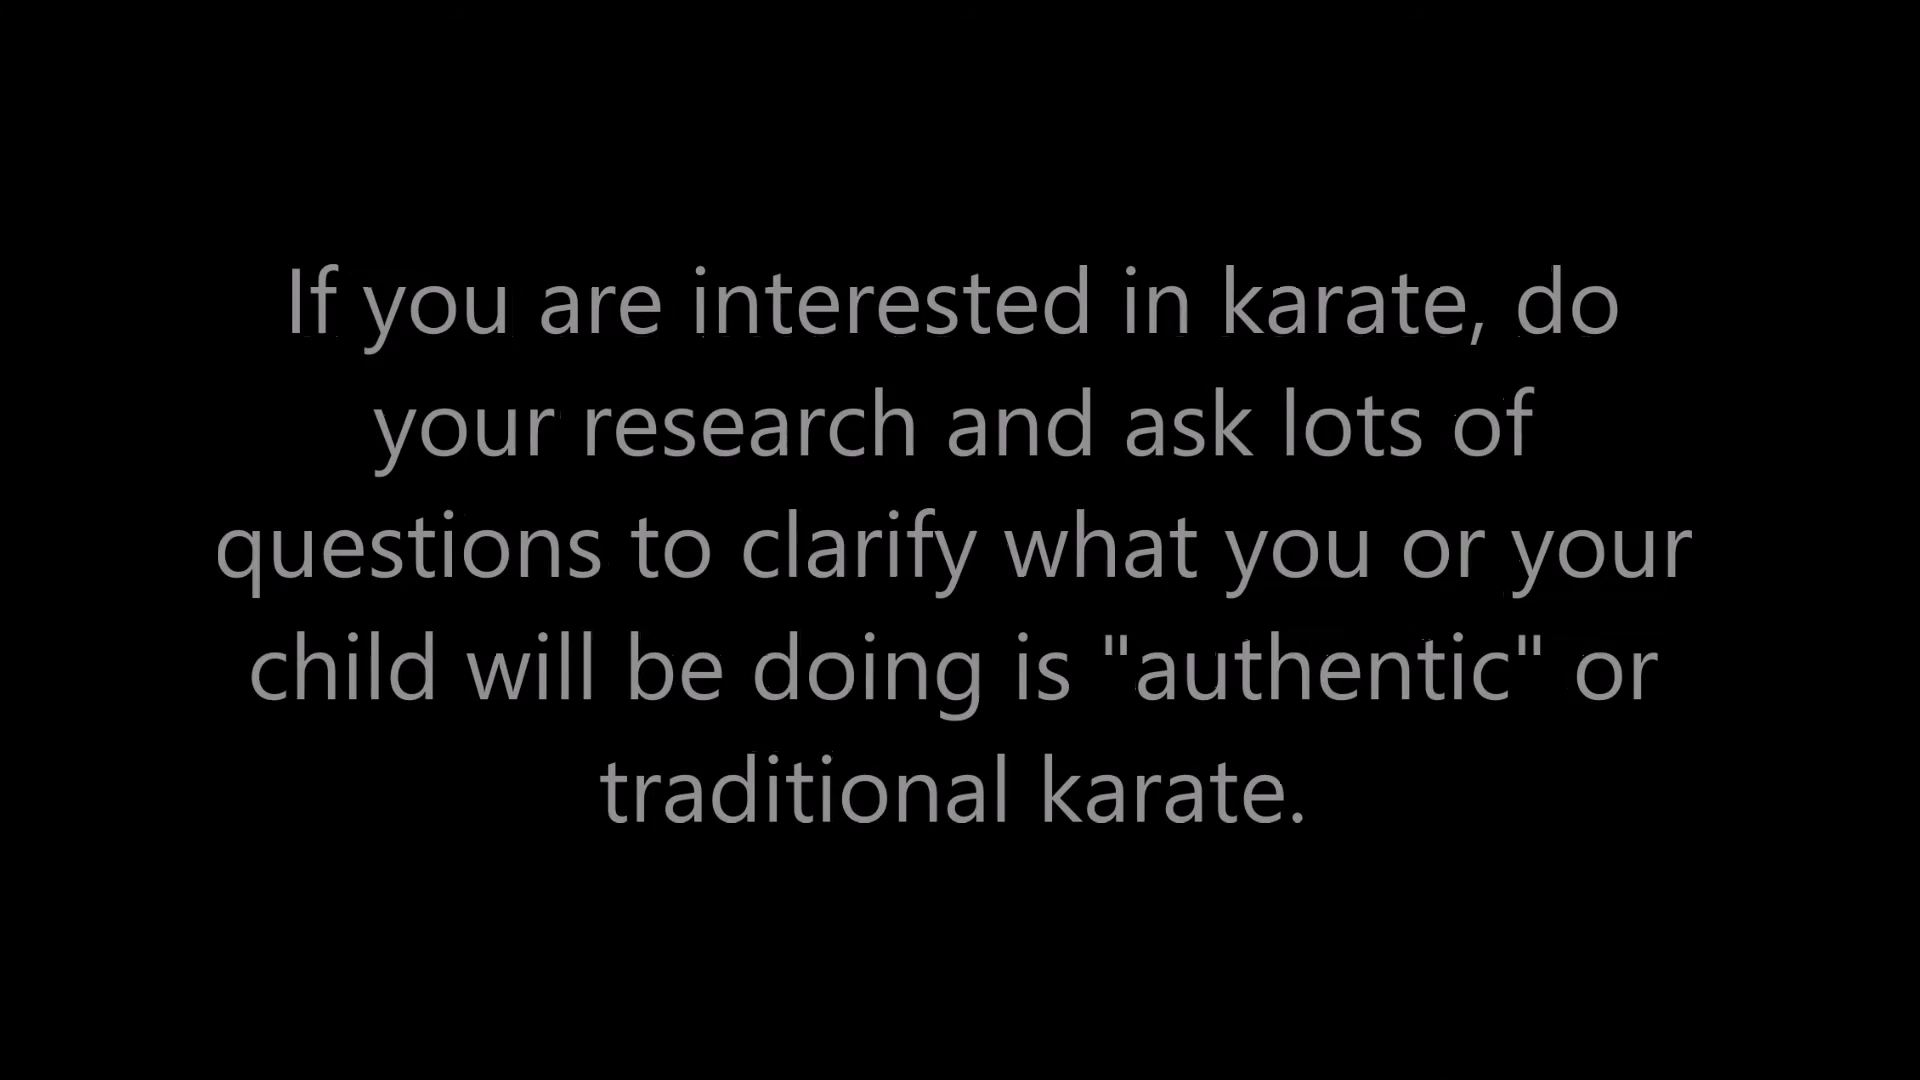 If you are interested in karate, do
your research and ask lots of
questions to clarify what you or your
child will be doing is "authentic" or
traditional karate.